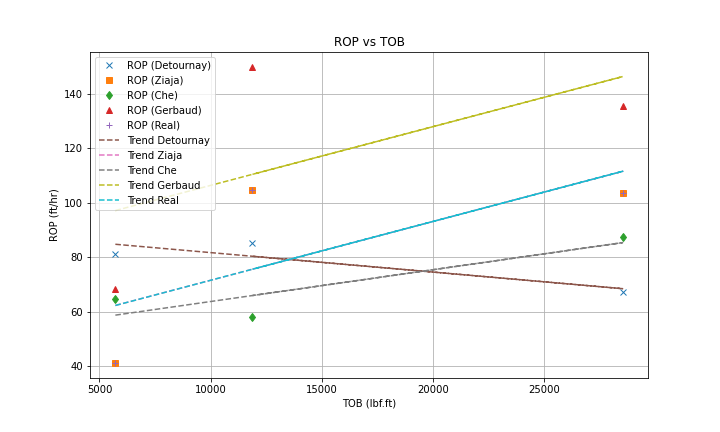 ROP vs TOB
ROP (Detournay)
ROP (Ziaja)
ROP (Che)
ROP (Gerbaud)
ROP (Real)
Trend Detournay
Trend Ziaja
Trend Che
Trend Gerbaud
Trend Real
ROP (ft/hr)
140
120
100
80
60
40
5000 10000 15000 20000 25000
TOB (lbf.ft)